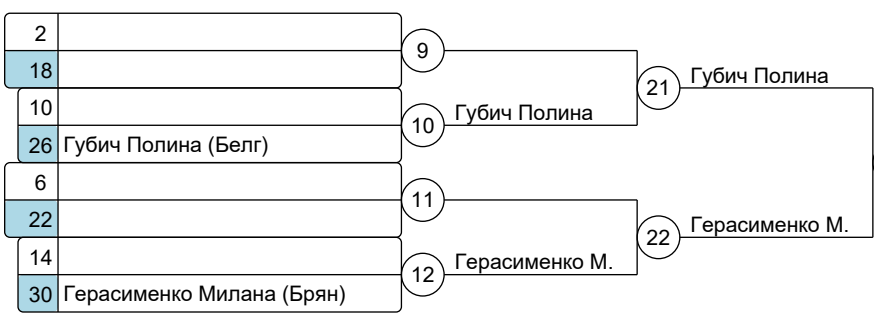 2
9
18
21 Губич Полина
10
10 Губич Полина
26 Губич Полина (Белг)
6
11
22
22 Герасименко М.
14
12 Герасименко М.
30 Герасименко Милана (Брян)